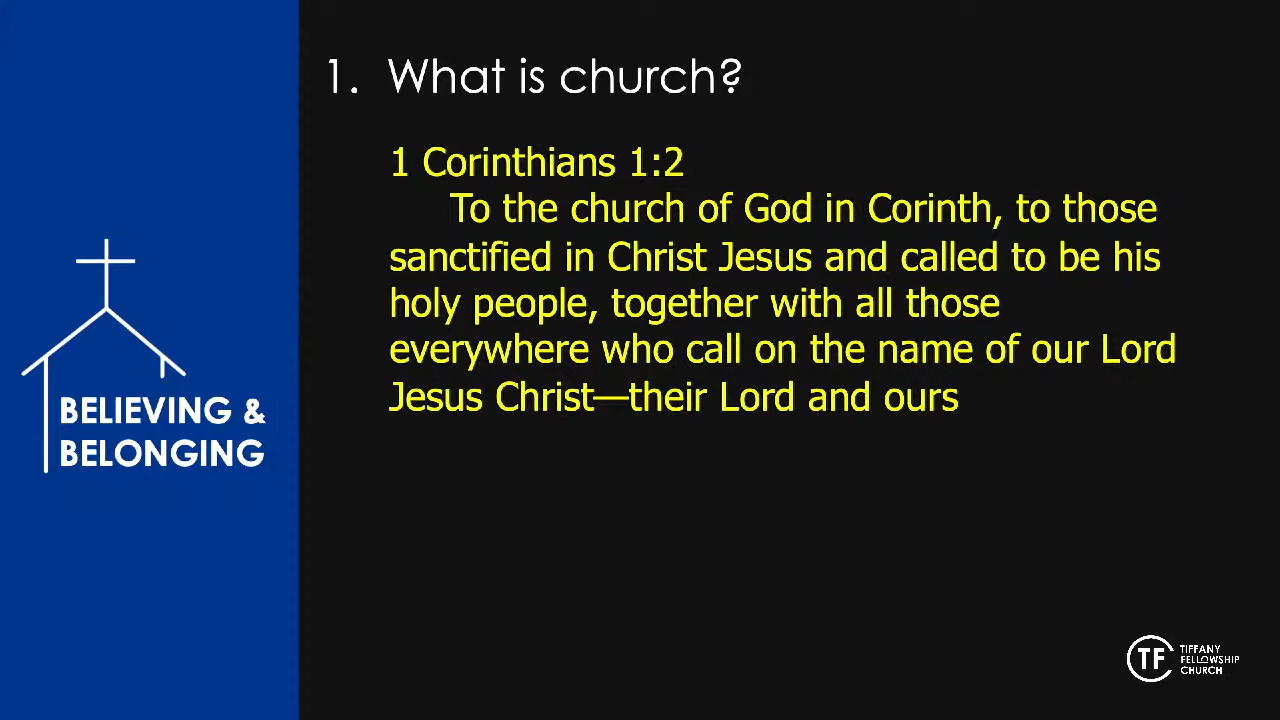 1. What is church?
1 Corinthians 1:2
To the church of God in Corinth, to those
sanctified in Christ Jesus and called to be his
holy people, together with all those
everywhere who call on the name of our Lord
Jesus Christ—their Lord and ours
BELIEVING &
BELONGING
TF
TIFFANY
FELLOWSHIP
CHURCH